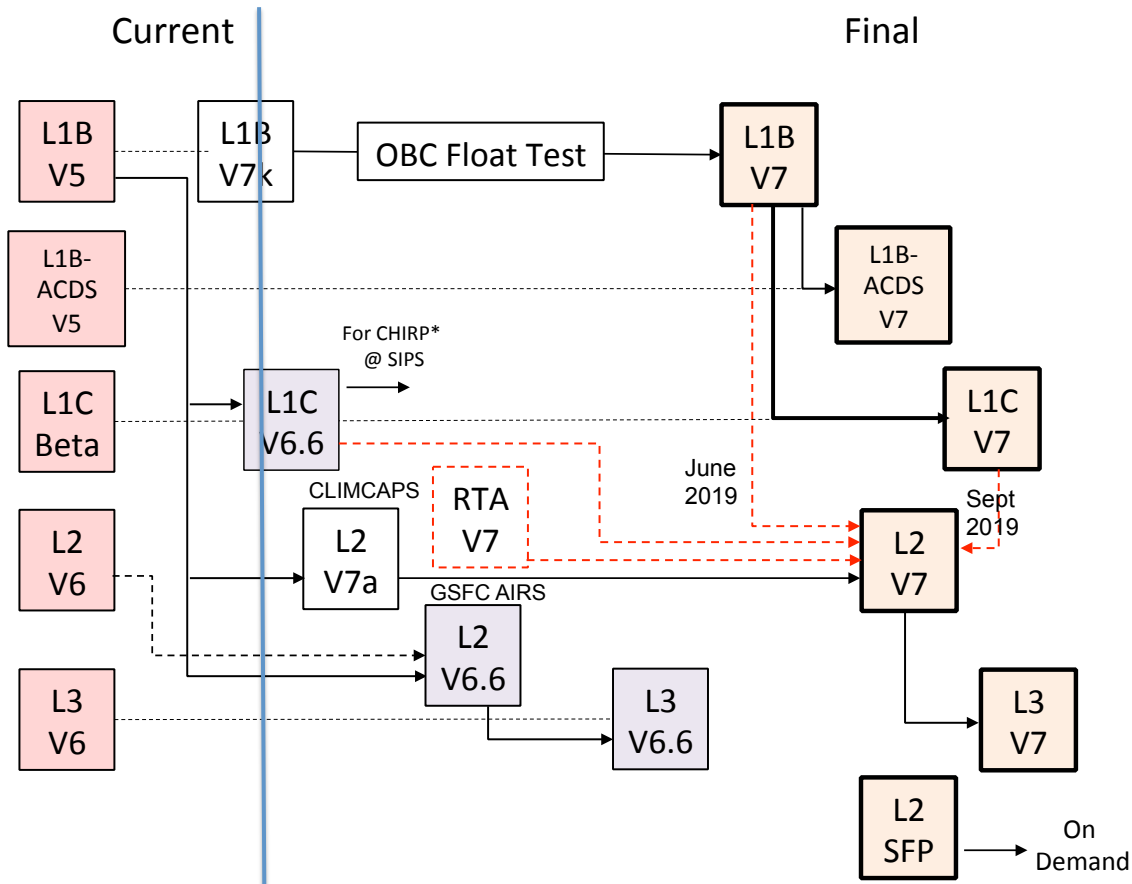 Current
Final
L1B
V5
L1B
V7k
OBC Float Test
L1B
V7
L1B-
ACDS
V5
L1B-
ACDS
V7
For CHIRP*
@ SIPS
L1C
Beta
L1C
V6.6
L1C
V7
June
2019
CLIMCAPS
RTA
V7
Sept
2019
L2
V6
L2
V7a
L2
V7
GSFC AIRS
L2
V6.6
L3
V6
L3
V6.6
L3
V7
L2
SFP
On
Demand